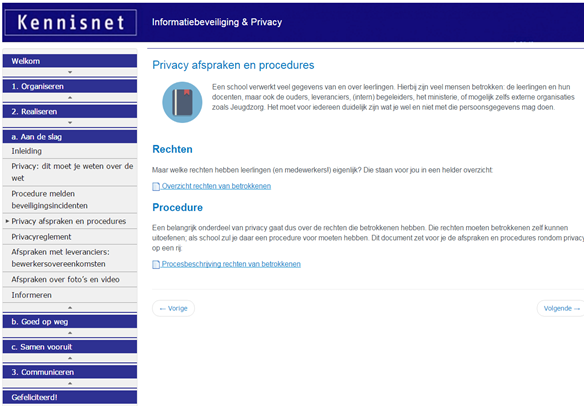 Kennisnet
Informatiebeveiliging & Privacy
Welkom
1. Organiseren
2. Realiseren
a. Aan de slag
Inleiding
Privacy: dit moet je weten over de
wet
Procedure melden
beveiligingsincidenten
Privacy afspraken en procedures
Privacyreglement
Afspraken met leveranciers:
bewerkersovereenkomsten
Afspraken over foto's en video
Informeren
b. Goed op weg
c. Samen vooruit
3. Communiceren
Gefeliciteerd!
Privacy afspraken en procedures
Een school verwerkt veel gegevens van en over leerlingen. Hierbij zijn veel mensen betrokken: de leerlingen en hun
docenten, maar ook de ouders, leveranciers, (intern) begeleiders, het ministerie, of mogelijk zelfs externe organisaties
zoals Jeugdzorg. Het moet voor iedereen duidelijk zijn wat je wel en niet met die persoonsgegevens mag doen.
Rechten
Maar welke rechten hebben leerlingen (en medewerkers!) eigenlijk? Die staan voor jou in een helder overzicht:
Overzicht rechten van betrokkenen
Procedure
Een belangrijk onderdeel van privacy gaat dus over de rechten die betrokkenen hebben. Die rechten moeten betrokkenen zelf kunnen
uitoefenen; als school zul je daar een procedure voor moeten hebben. Dit document zet voor je de afspraken en procedures rondom privacy
op een rij:
Procesbeschrijving rechten van betrokkenen
← Vorige
Volgende →